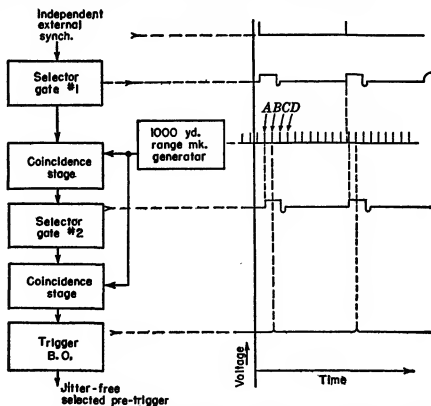 Independent
external
synch.
Selector
gate #1
ABCD
1000 yd.
range mk.
generator
Coincidence
stage.
Selector
gate #2
Coincidence
stage
Trigger
B.O.
Jitter-free
selected pre-trigger
Voltage
Time